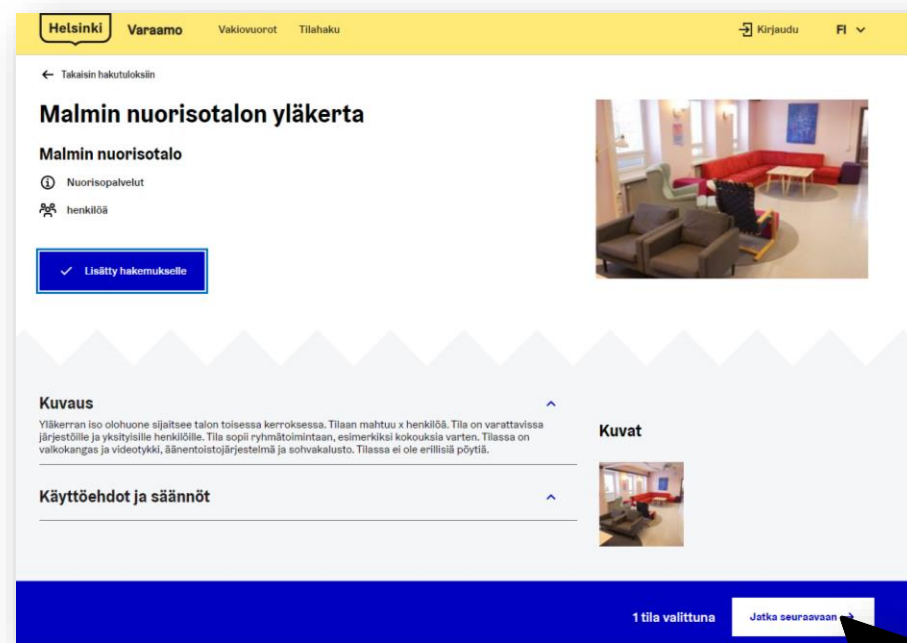 Helsinki Varaamo Vakiovuorot Tilahaku Kirjaudu FI
Takaisin hakutuloksiin
Malmin nuorisotalon yläkerta
Malmin nuorisotalo
Nuorisopalvelut
henkilöä
Lisätty hakemukselle
Kuvaus
Yläkerran iso olohuone sijaitsee talon toisessa kerroksessa. Tilaan mahtuu x henkilöä. Tila on varattavissa
järjestöille ja yksityisille henkilöille. Tila sopii ryhmätoimintaan, esimerkiksi kokouksia varten. Tilassa on
valkokangas ja videotykki, äänentoistojärjestelmä ja sohvakalusto. Tilassa ei ole erillisiä pöytiä.
Kuvat
Käyttöehdot ja säännöt
1 tila valittuna
Jatka seuraavaan